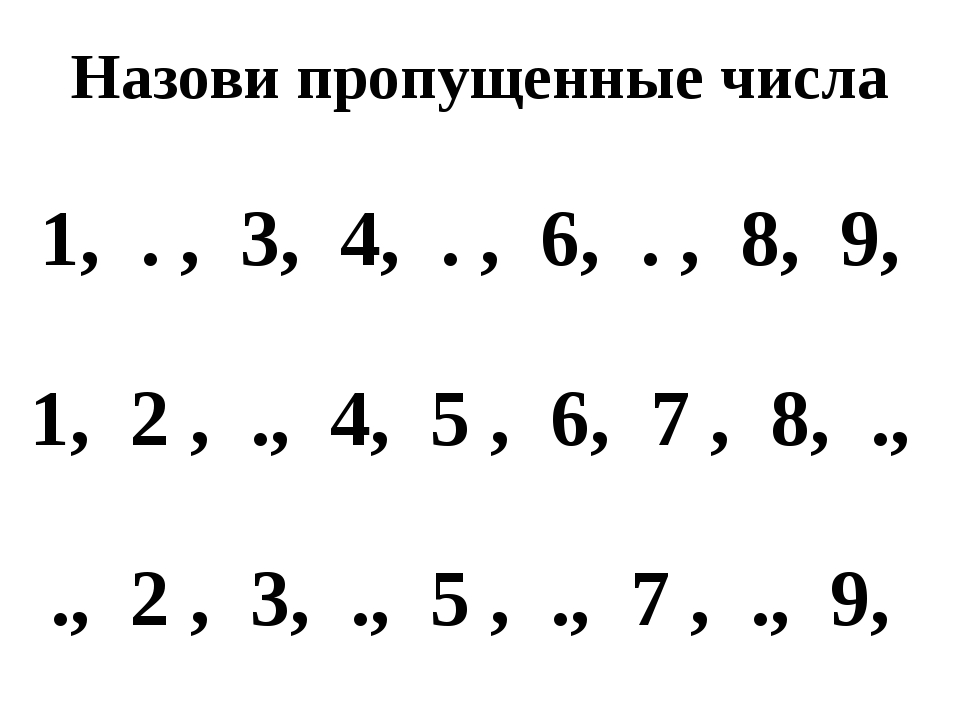 Назови пропущенные числа
1, . , 3, 4, . , 6, . , 8, 9,
1, 2 , ., 4, 5 , 6, 7 , 8, .,
., 2 , 3, ., 5 , ., 7 , ., 9,